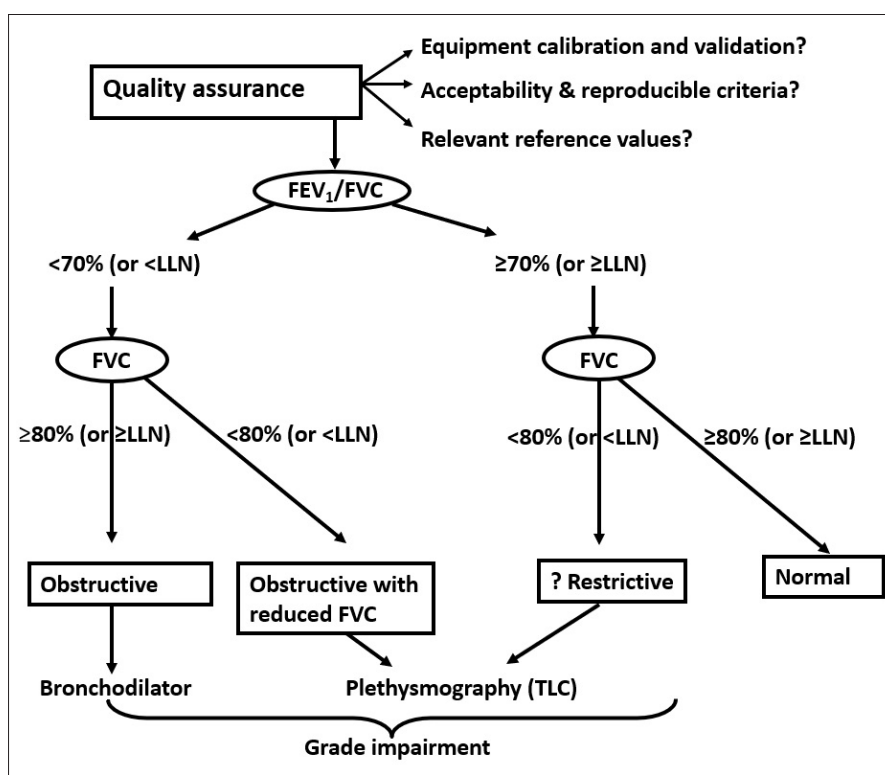 Equipment calibration and validation?
Quality assurance
Acceptability & reproducible criteria?
Relevant reference values?
FEV₁/FVC
<70% (or <LLN)
≥70% (or ≥LLN)
FVC
FVC
≥80% (or ≥LLN)
<80% (or <LLN)
<80% (or <LLN)
≥80% (or ≥LLN)
Obstructive
Obstructive with
reduced FVC
? Restrictive
Normal
Bronchodilator
Plethysmography (TLC)
Grade impairment